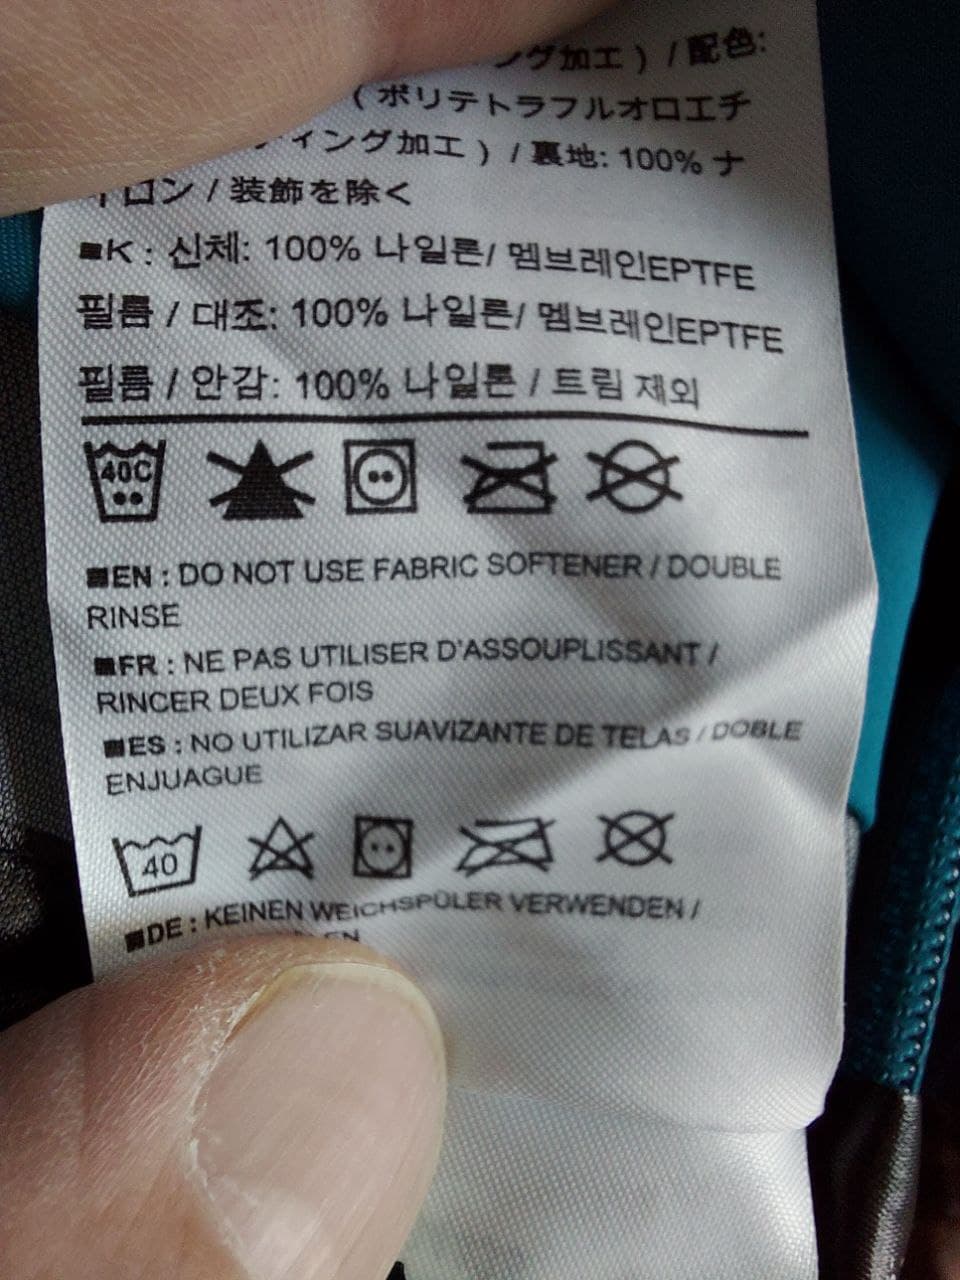 ング加工 ) / 配色:
( ポリテトラフルオロエチ
ィング加工 ) / 裏地: 100% ナ
イロン / 装飾を除く
■K : 신체: 100% 나일론/ 멤브레인EPTFE
필름 / 대조: 100% 나일론/ 멤브레인EPTFE
필름 / 안감: 100% 나일론 / 트림 제외
40C
■EN : DO NOT USE FABRIC SOFTENER / DOUBLE
RINSE
■FR : NE PAS UTILISER D'ASSOUPLISSANT /
RINCER DEUX FOIS
■ES : NO UTILIZAR SUAVIZANTE DE TELAS / DOBLE
ENJUAGUE
40
■DE : KEINEN WEICHSPÜLER VERWENDEN /